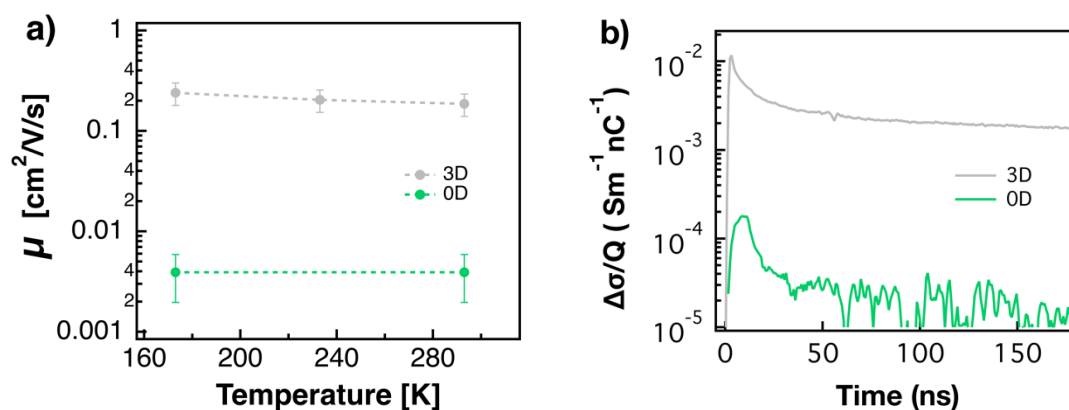 a)
μ [cm²/V/s]
1
4
2
0.1
4
2
0.01
4
2
0.001
3D
0D
160 200 240 280
Temperature [K]
b)
Δσ/Q ( Sm⁻¹ nC⁻¹)
10⁻²
10⁻³
10⁻⁴
10⁻⁵
3D
0D
0 50 100 150
Time (ns)